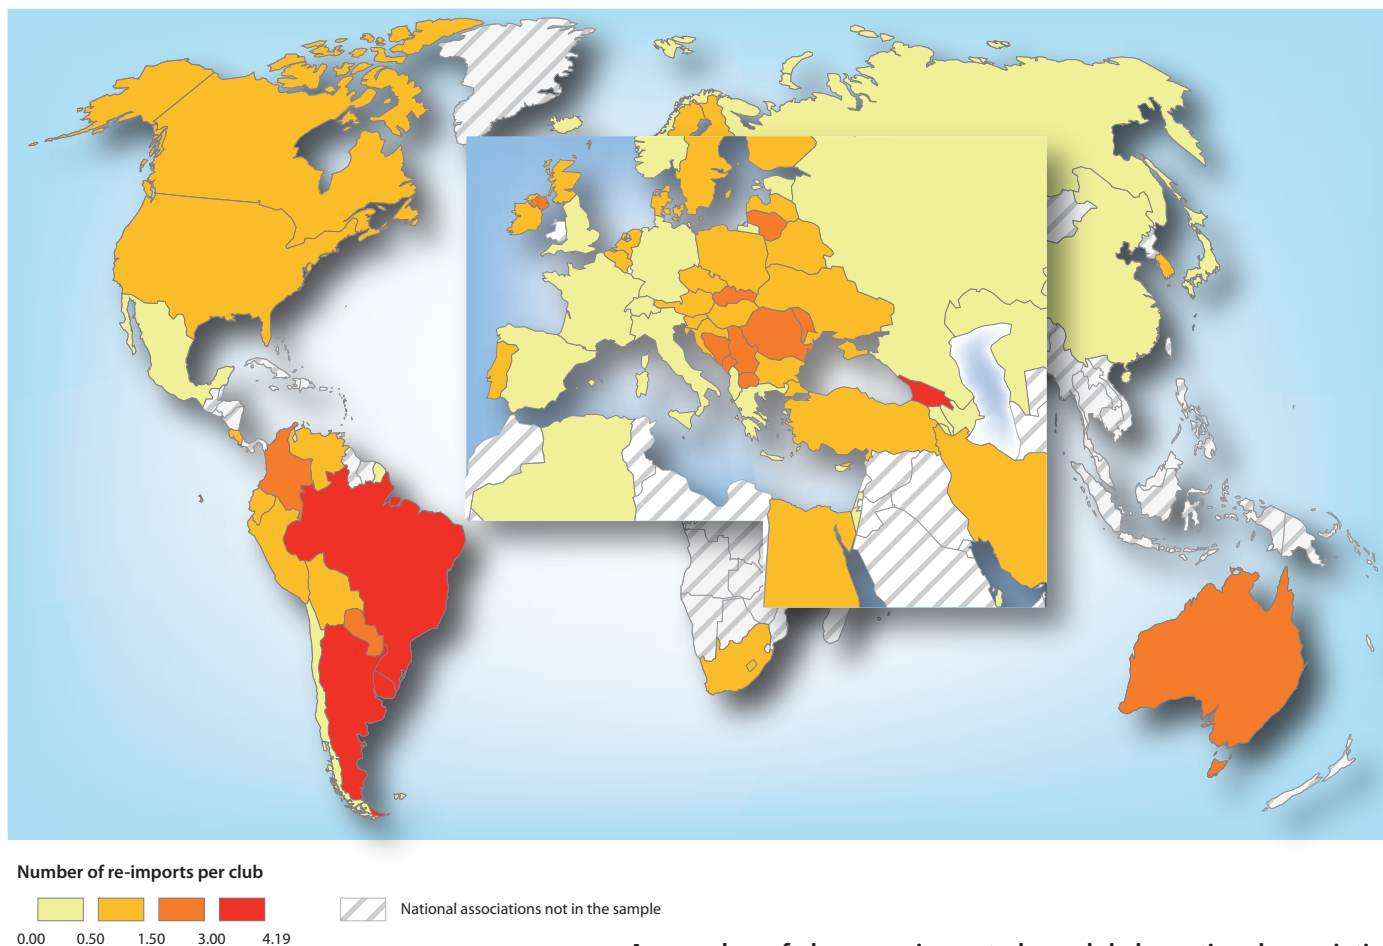 Number of re-imports per club
National associations not in the sample
0.00 0.50 1.50 3.00 4.19